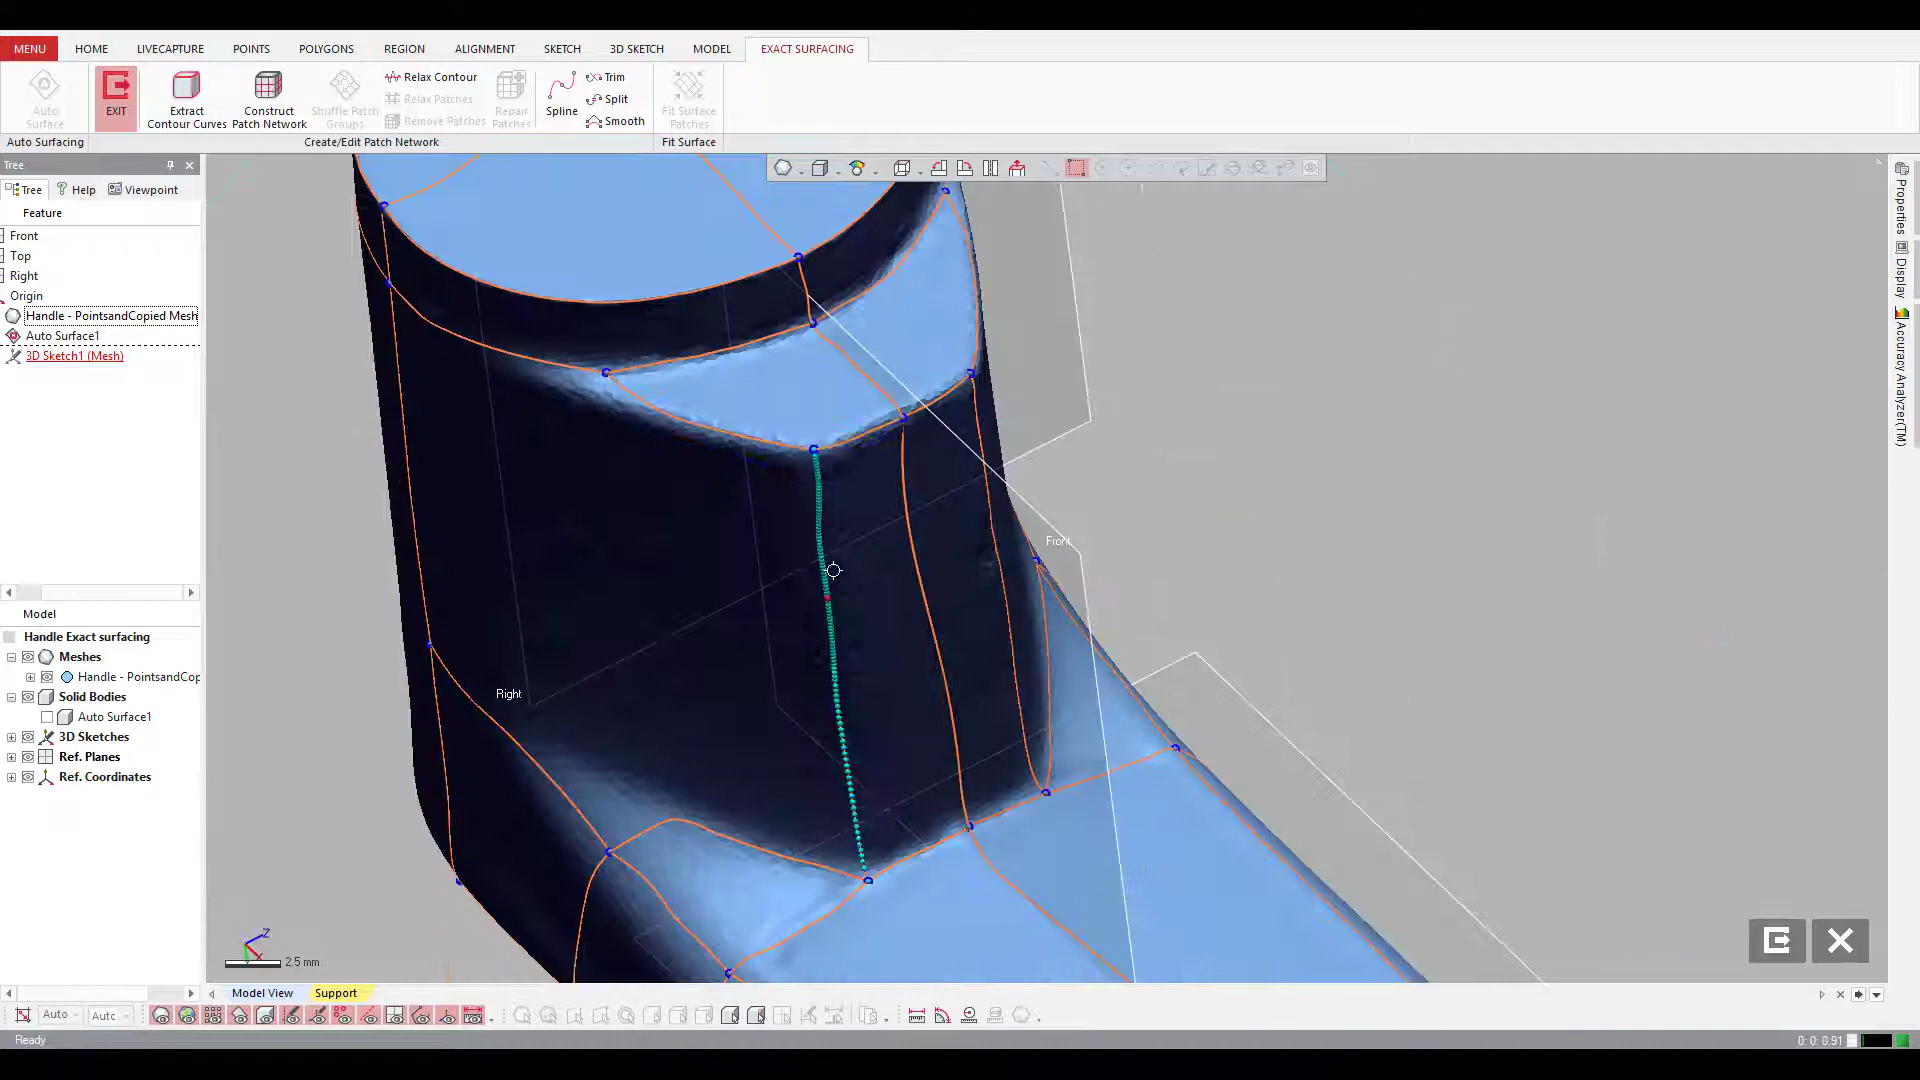 MENU HOME LIVECAPTURE POINTS POLYGONS REGION ALIGNMENT SKETCH 3D SKETCH MODEL EXACT SURFACING
Auto Surface
EXIT
Extract Contour Curves
Construct Patch Network
Shuffle Patch Groups
Relax Contour
Relax Patches
Remove Patches
Repair Patches
Spline
Trim
Split
Smooth
Fit Surface Patches
Auto Surfacing Create/Edit Patch Network Fit Surface
Tree
Tree Help Viewpoint
Feature
Front
Top
Right
Origin
Handle - PointsandCopied Mesh
Auto Surface1
3D Sketch1 (Mesh)
Model
Handle Exact surfacing
Meshes
Handle - PointsandCop
Solid Bodies
Auto Surface1
3D Sketches
Ref. Planes
Ref. Coordinates
Front
Right
Z
2.5 mm
Properties
Display
Accuracy Analyzer(TM)
Model View Support
Auto Autc
Ready
0: 0: 0.91